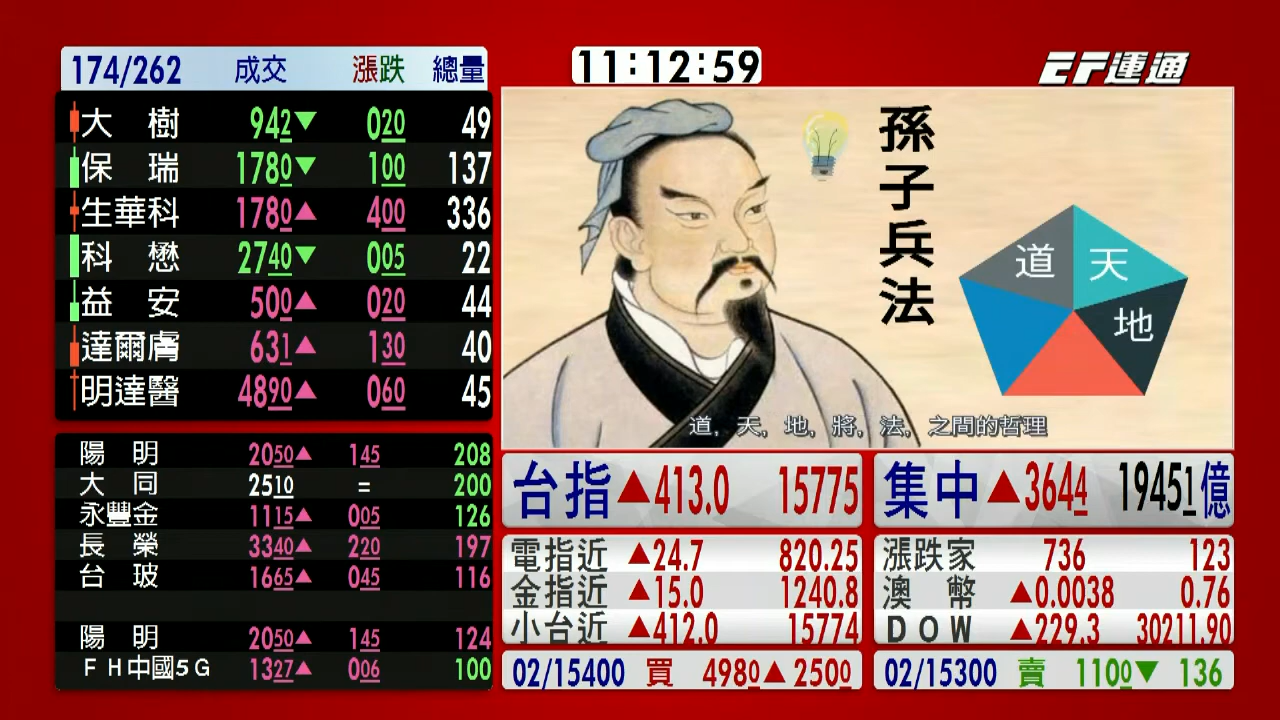 174/262 成交 漲跌 總量
大樹 942▼ 020 49
保瑞 1780▼ 100 137
生華科 1780▲ 400 336
科懋 2740▼ 005 22
益安 500▲ 020 44
達爾膚 631▲ 130 40
明達醫 4890▲ 060 45
陽明 2050▲ 145 208
大同 2510 = 200
永豐金 1115▲ 005 126
長榮 3340▲ 220 197
台玻 1665▲ 045 116
陽明 2050▲ 145 124
FH中國5G 1327▲ 006 100
11:12:59
EF運通
孫子兵法
道 天
地
道, 天, 地, 將, 法, 之間的哲理
台指 ▲413.0 15775
集中 ▲3644 19451億
電指近 ▲24.7 820.25
金指近 ▲15.0 1240.8
小台近 ▲412.0 15774
漲跌家 736 123
澳幣 ▲0.0038 0.76
DOW ▲229.3 30211.90
02/15400 買 4980▲2500
02/15300 賣 1100▼ 136